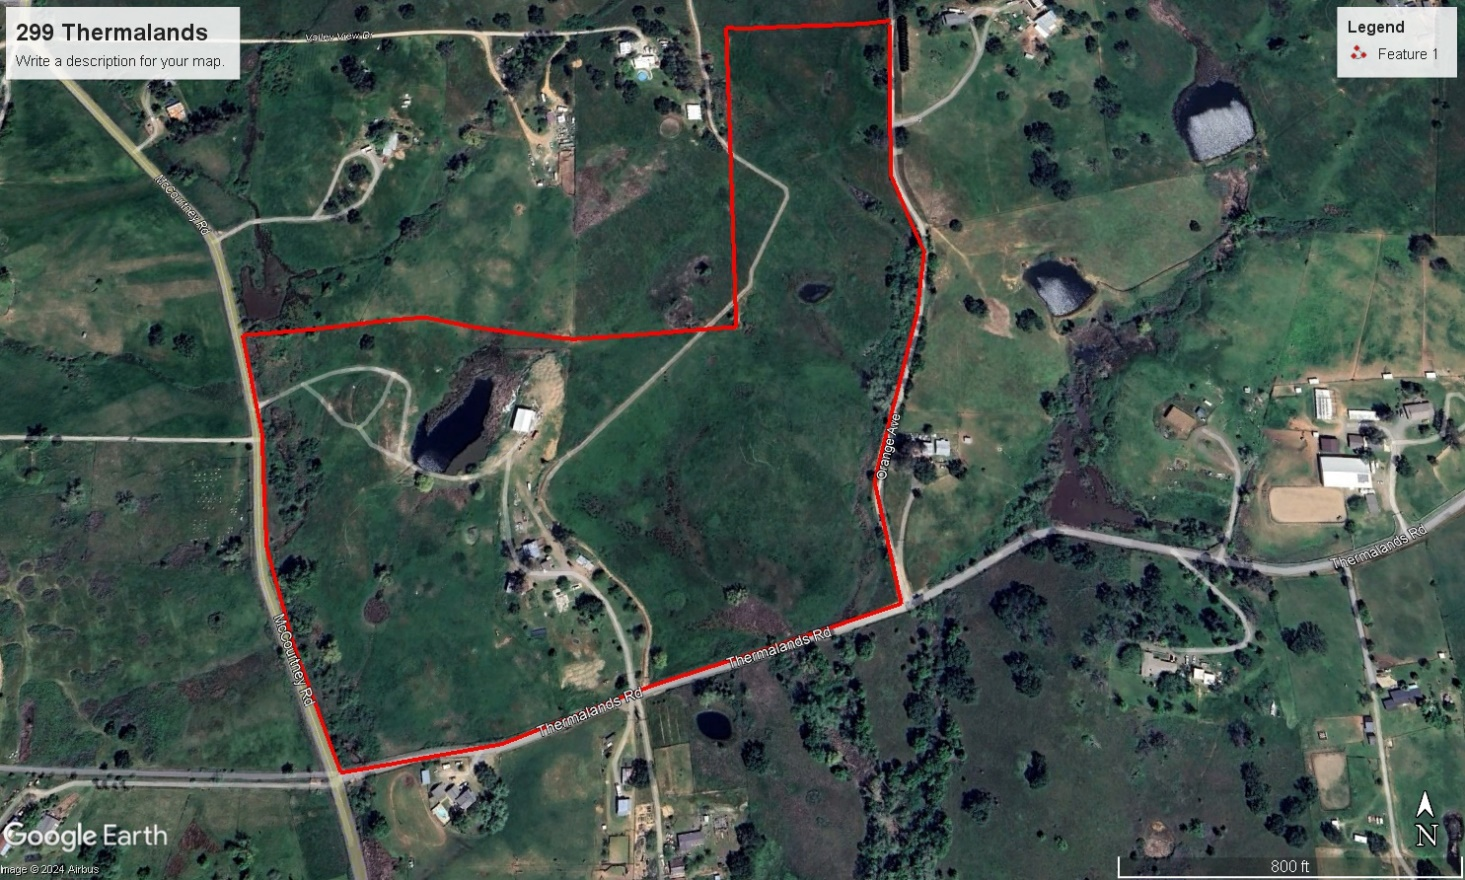 299 Thermalands
Write a description for your map.
Valley View Dr
Legend
Feature 1
McCourtney Rd
Orange Ave
Thermalands Rd
McCourtney Rd
Thermalands Rd
Thermalands Rd
Google Earth
Image © 2024 Airbus
N
800 ft